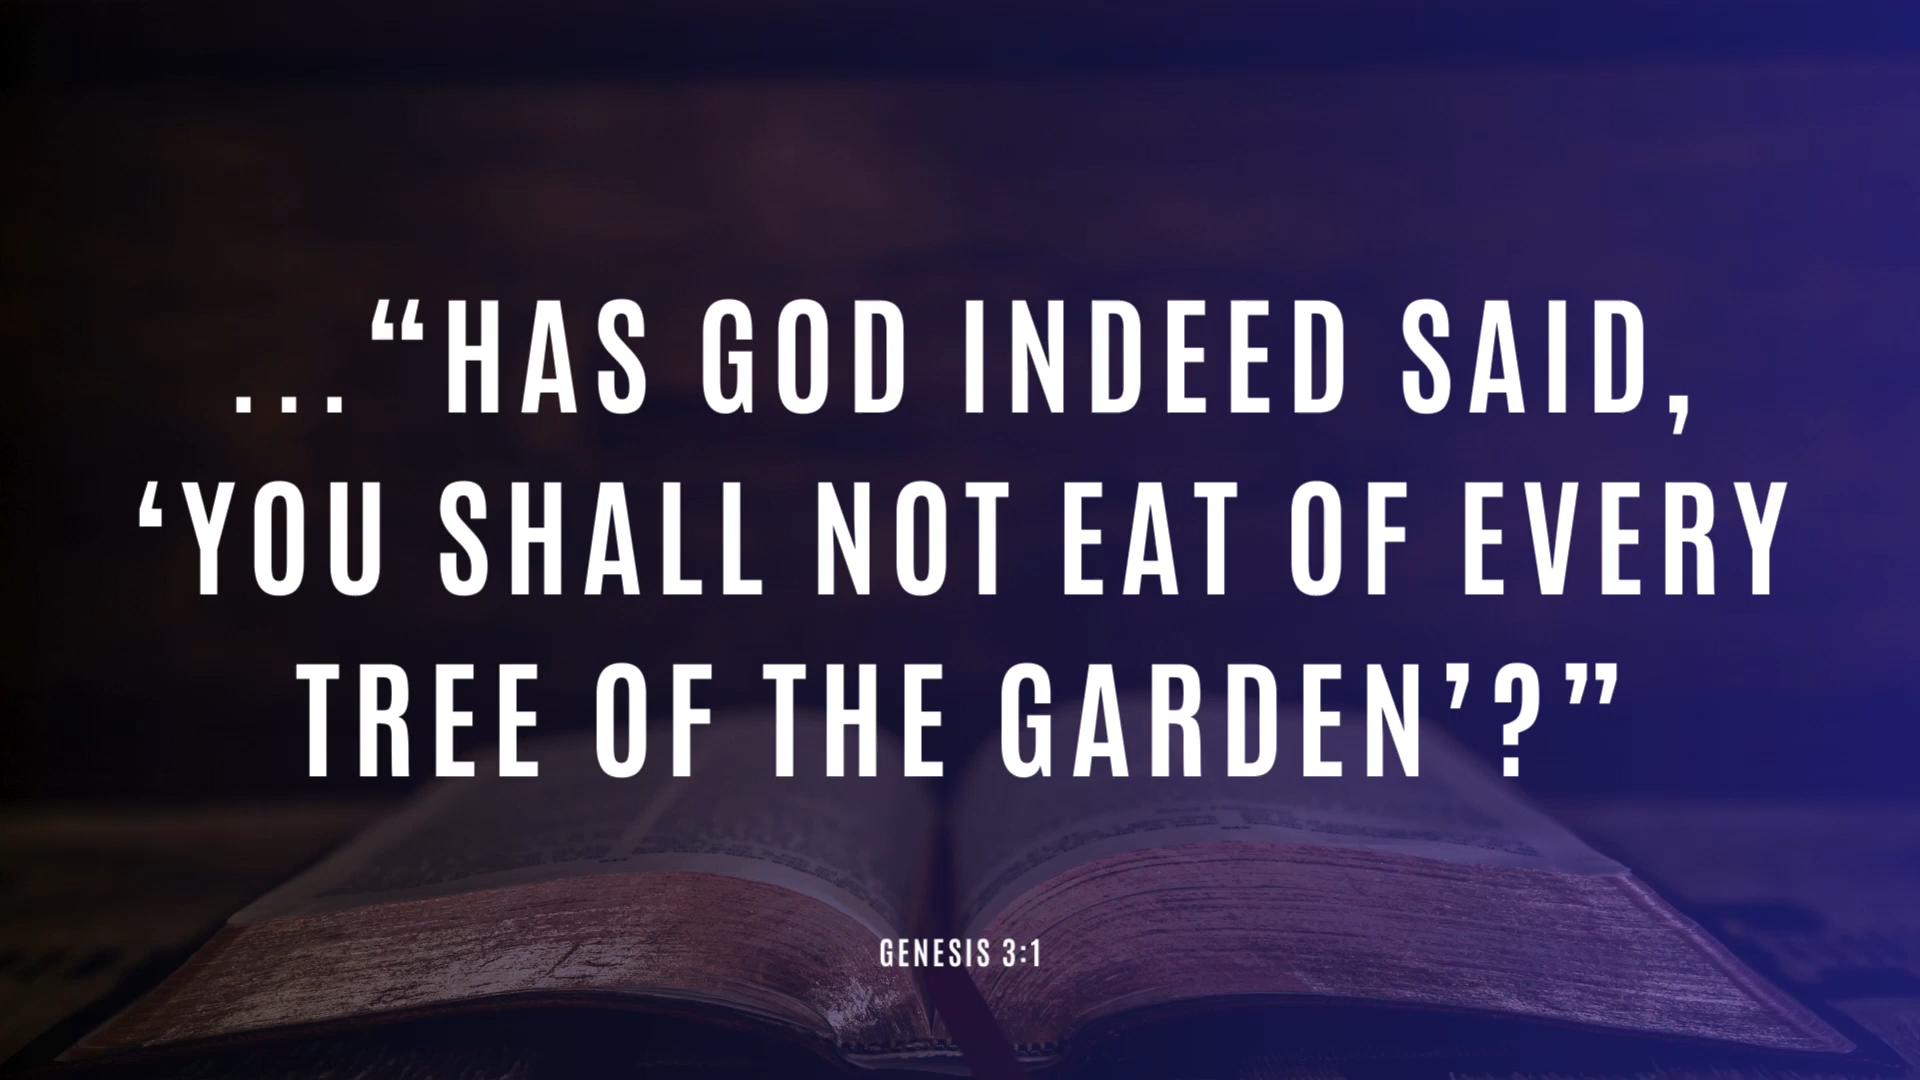 ..."HAS GOD INDEED SAID,
‘YOU SHALL NOT EAT OF EVERY
TREE OF THE GARDEN’?”
GENESIS 3:1